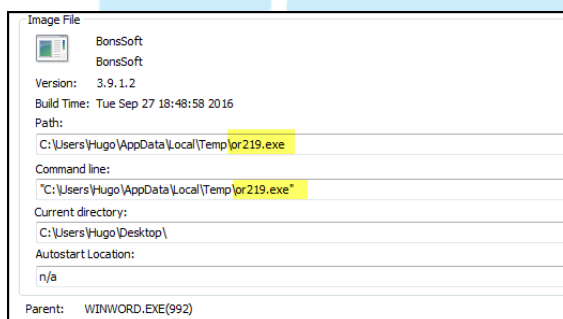 Image File
BonsSoft
BonsSoft
Version: 3.9.1.2
Build Time: Tue Sep 27 18:48:58 2016
Path:
C:\Users\Hugo\AppData\Local\Temp\or219.exe
Command line:
"C:\Users\Hugo\AppData\Local\Temp\or219.exe"
Current directory:
C:\Users\Hugo\Desktop\
Autostart Location:
n/a
Parent: WINWORD.EXE(992)